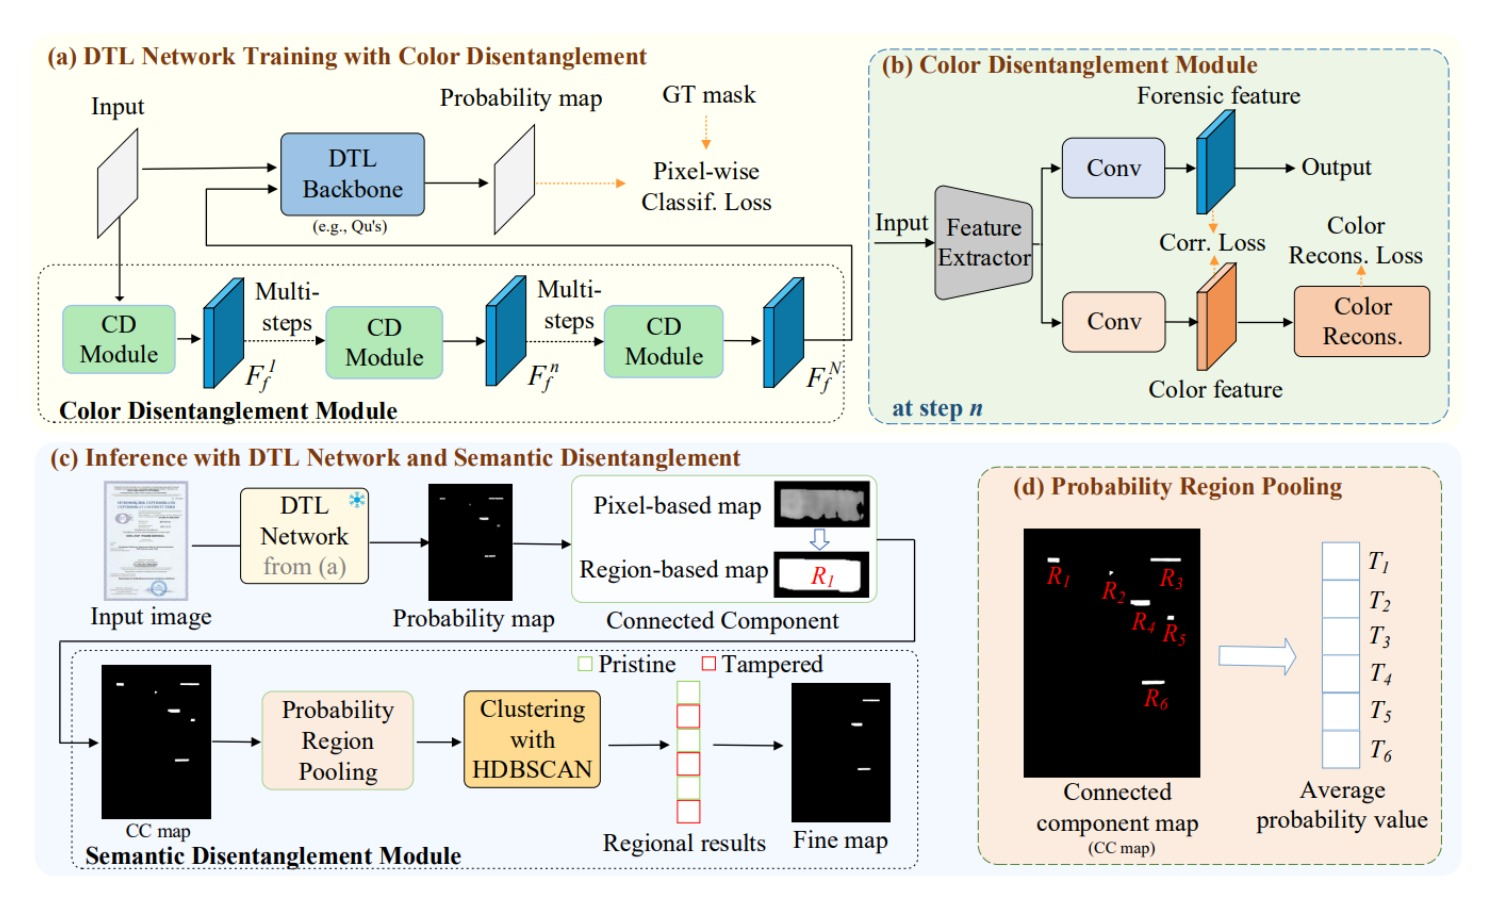 (a) DTL Network Training with Color Disentanglement
Input
DTL
Backbone
(e.g., Qu's)
Probability map
GT mask
Pixel-wise
Classif. Loss
CD
Module
F_f^1
Multi-
steps
CD
Module
F_f^n
Multi-
steps
CD
Module
F_f^N
Color Disentanglement Module
(b) Color Disentanglement Module
Forensic feature
Input
Feature
Extractor
Conv
Output
Corr. Loss
Color
Recons. Loss
Conv
Color
Recons.
Color feature
at step n
(c) Inference with DTL Network and Semantic Disentanglement
Input image
DTL
Network
from (a)
Probability map
Pixel-based map
Region-based map
R_1
Connected Component
CC map
Probability
Region
Pooling
Clustering
with
HDBSCAN
Pristine
Tampered
Regional results
Fine map
Semantic Disentanglement Module
(d) Probability Region Pooling
R_1
R_2
R_3
R_4
R_5
R_6
Connected
component map
(CC map)
T_1
T_2
T_3
T_4
T_5
T_6
Average
probability value